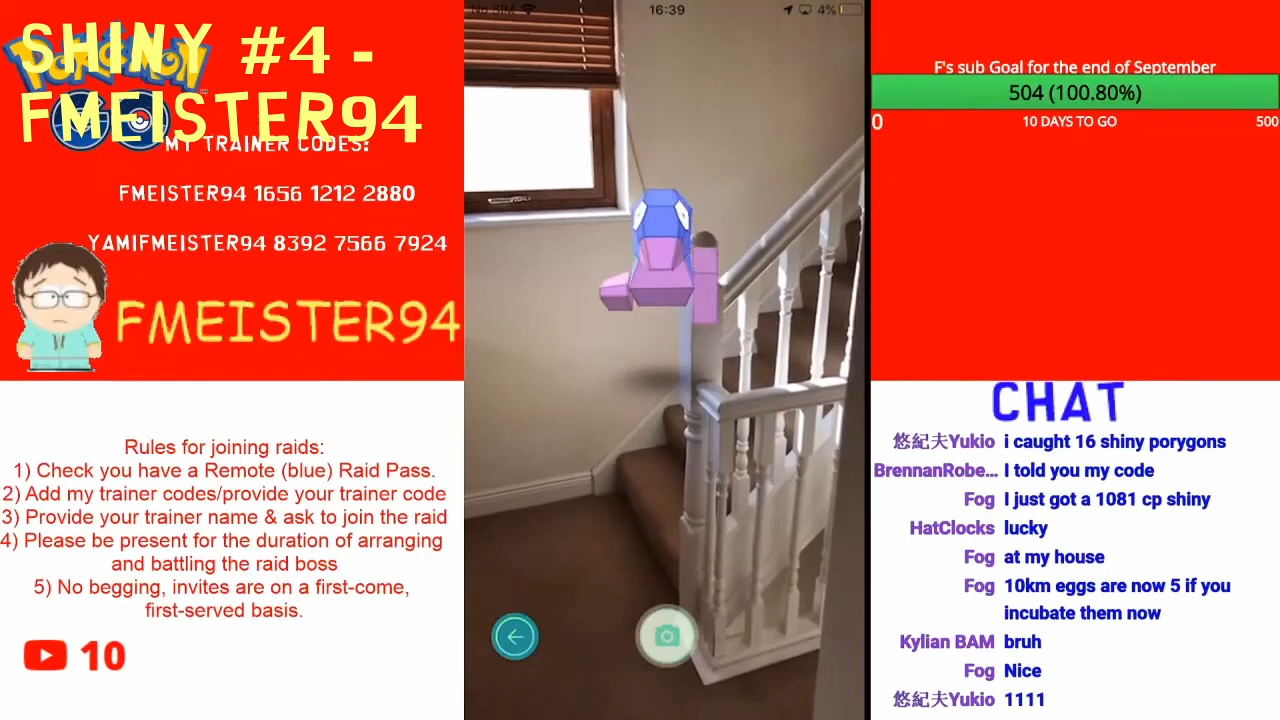 SHINY #4 -
FMEISTER94
POKÉMON
GO
MY TRAINER CODES:
FMEISTER94 1656 1212 2880
YAMIFMEISTER94 8392 7566 7924
FMEISTER94
Rules for joining raids:
1) Check you have a Remote (blue) Raid Pass.
2) Add my trainer codes/provide your trainer code
3) Provide your trainer name & ask to join the raid
4) Please be present for the duration of arranging
and battling the raid boss
5) No begging, invites are on a first-come,
first-served basis.
10
No SIM
16:39
4%
F's sub Goal for the end of September
504 (100.80%)
0
10 DAYS TO GO
500
CHAT
悠紀夫Yukio i caught 16 shiny porygons
BrennanRobe... I told you my code
Fog I just got a 1081 cp shiny
HatClocks lucky
Fog at my house
Fog 10km eggs are now 5 if you
incubate them now
Kylian BAM bruh
Fog Nice
悠紀夫Yukio 1111